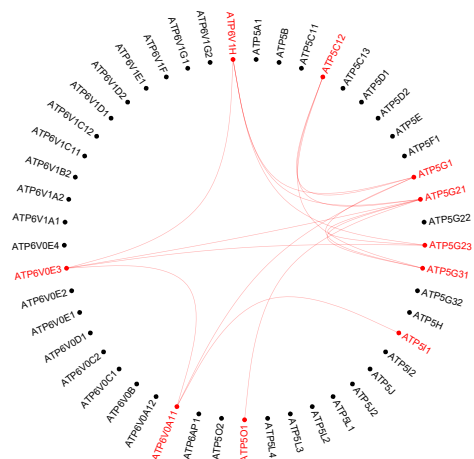 ATP6V1H
ATP5A1
ATP5B
ATP5C11
ATP5C12
ATP5C13
ATP5D1
ATP5D2
ATP5E
ATP5F1
ATP5G1
ATP5G21
ATP5G22
ATP5G23
ATP5G31
ATP5G32
ATP5H
ATP5I1
ATP5I2
ATP5J
ATP5J2
ATP5L1
ATP5L2
ATP5L3
ATP5L4
ATP5O1
ATP5O2
ATP6AP1
ATP6V0A11
ATP6V0A12
ATP6V0B
ATP6V0C1
ATP6V0C2
ATP6V0D1
ATP6V0E1
ATP6V0E2
ATP6V0E3
ATP6V0E4
ATP6V1A1
ATP6V1A2
ATP6V1B2
ATP6V1C11
ATP6V1C12
ATP6V1D1
ATP6V1D2
ATP6V1E1
ATP6V1F
ATP6V1G1
ATP6V1G2